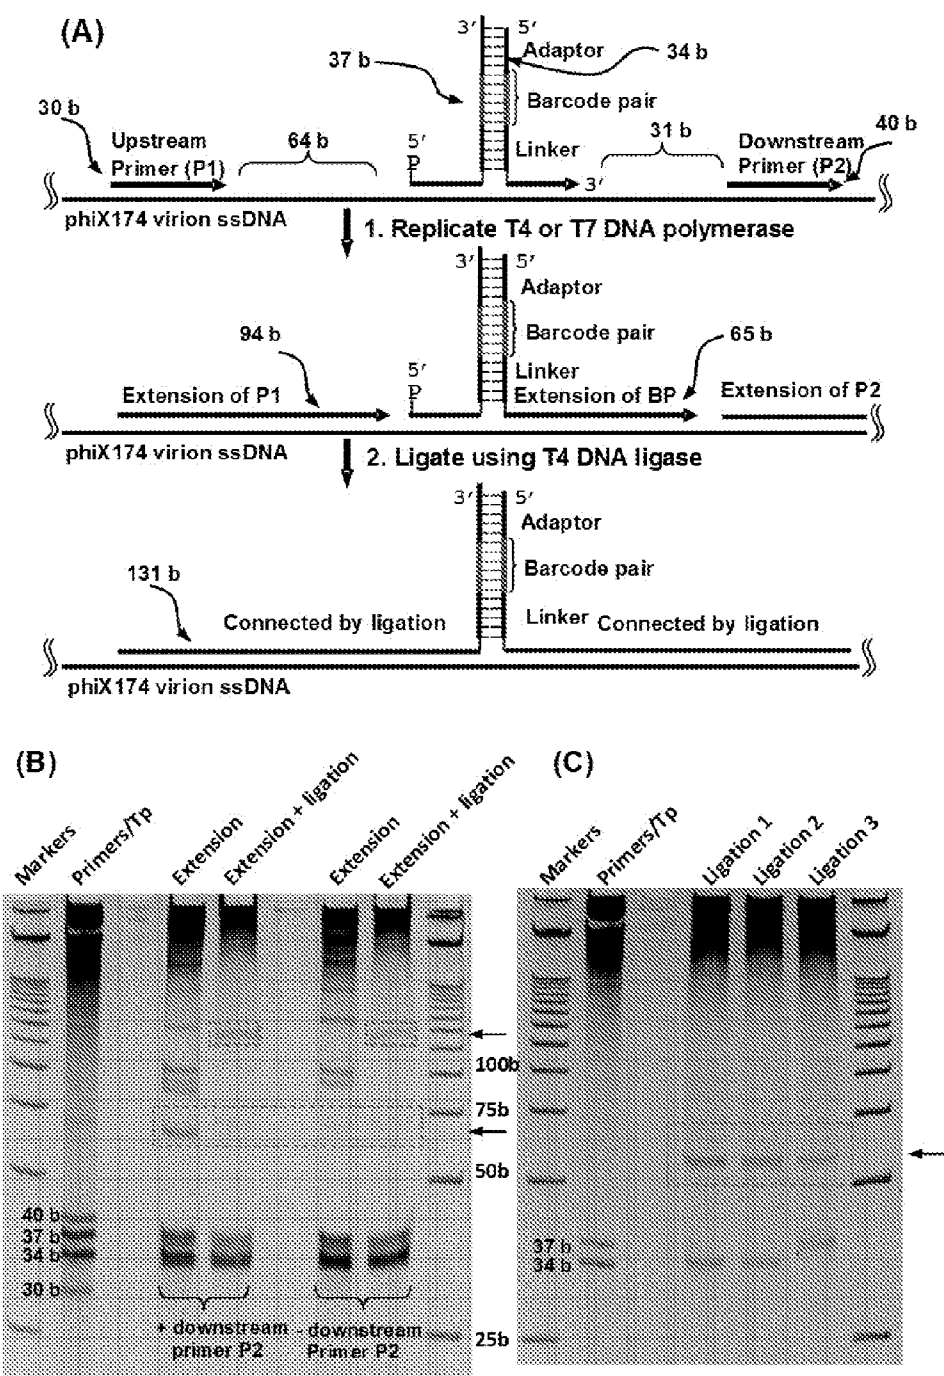 (A)
3′ 5′
Adaptor
34 b
37 b
Barcode pair
30 b
Upstream
Primer (P1)
64 b
5′
P
Linker
31 b
Downstream
Primer (P2)
40 b
3′
phiX174 virion ssDNA
1. Replicate T4 or T7 DNA polymerase
3′ 5′
Adaptor
94 b
Barcode pair
65 b
5′
P
Linker
Extension of P1
Extension of BP
Extension of P2
phiX174 virion ssDNA
2. Ligate using T4 DNA ligase
3′ 5′
Adaptor
131 b
Barcode pair
Connected by ligation
Linker
Connected by ligation
phiX174 virion ssDNA
(B)
Markers
Primers/Tp
Extension
Extension + ligation
Extension
Extension + ligation
100b
75b
50b
40 b
37 b
34 b
30 b
25b
+ downstream
primer P2
- downstream
Primer P2
(C)
Markers
Primers/Tp
Ligation 1
Ligation 2
Ligation 3
37 b
34 b